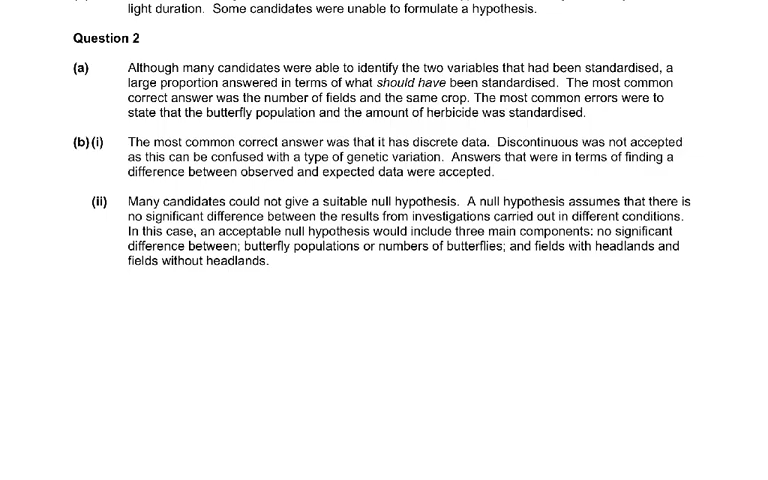 light duration.  Some candidates were unable to formulate a hypothesis.
Question 2
(a) Although many candidates were able to identify the two variables that had been standardised, a
large proportion answered in terms of what should have been standardised.  The most common
correct answer was the number of fields and the same crop. The most common errors were to
state that the butterfly population and the amount of herbicide was standardised.
(b)(i) The most common correct answer was that it has discrete data.  Discontinuous was not accepted
as this can be confused with a type of genetic variation.  Answers that were in terms of finding a
difference between observed and expected data were accepted.
(ii) Many candidates could not give a suitable null hypothesis.  A null hypothesis assumes that there is
no significant difference between the results from investigations carried out in different conditions.
In this case, an acceptable null hypothesis would include three main components: no significant
difference between; butterfly populations or numbers of butterflies; and fields with headlands and
fields without headlands.